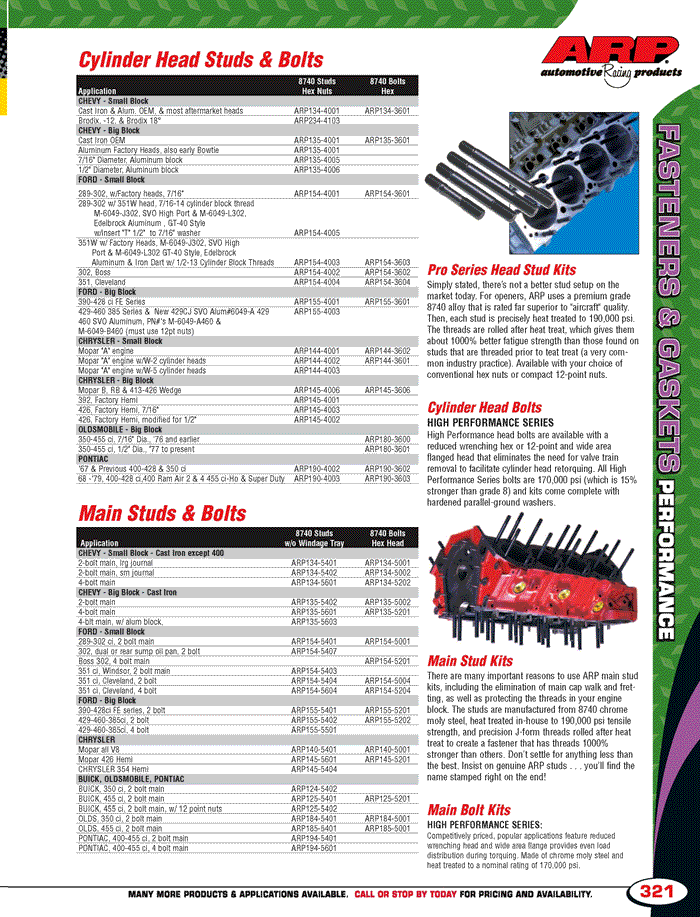 Cylinder Head Studs & Bolts
ARP
automotive Racing products
8740 Studs 8740 Bolts
Application Hex Nuts Hex
CHEVY - Small Block
Cast Iron & Alum. OEM, & most aftermarket heads ARP134-4001 ARP134-3601
Brodix, -12, & Brodix 18° ARP234-4103
CHEVY - Big Block
Cast Iron OEM ARP135-4001 ARP135-3601
Aluminum Factory Heads, also early Bowtie ARP135-4001
7/16" Diameter, Aluminum block ARP135-4005
1/2" Diameter, Aluminum block ARP135-4006
FORD - Small Block
289-302, w/Factory heads, 7/16" ARP154-4001 ARP154-3601
289-302 w/ 351W head, 7/16-14 cylinder block thread
M-6049-J302, SVO High Port & M-6049-L302,
Edelbrock Aluminum , GT-40 Style
w/Insert "T" 1/2" to 7/16" washer ARP154-4005
351W w/ Factory Heads, M-6049-J302, SVO High
Port & M-6049-L302 GT-40 Style, Edelbrock
Aluminum & Iron Dart w/ 1/2-13 Cylinder Block Threads ARP154-4003 ARP154-3603
302, Boss ARP154-4002 ARP154-3602
351, Cleveland ARP154-4004 ARP154-3604
FORD - Big Block
390-428 ci FE Series ARP155-4001 ARP155-3601
429-460 385 Series & New 429CJ SVO Alum#6049-A 429 ARP155-4003
460 SVO Aluminum, PN#'s M-6049-A460 &
M-6049-B460 (must use 12pt nuts)
CHRYSLER - Small Block
Mopar "A" engine ARP144-4001 ARP144-3602
Mopar "A" engine w/W-2 cylinder heads ARP144-4002 ARP144-3601
Mopar "A" engine w/W-5 cylinder heads ARP144-4003
CHRYSLER - Big Block
Mopar B, RB & 413-426 Wedge ARP145-4006 ARP145-3606
392, Factory Hemi ARP145-4001
426, Factory Hemi, 7/16" ARP145-4003
426, Factory Hemi, modified for 1/2" ARP145-4002
OLDSMOBILE - Big Block
350-455 ci, 7/16" Dia., '76 and earlier ARP180-3600
350-455 ci, 1/2" Dia., '77 to present ARP180-3601
PONTIAC
'67 & Previous 400-428 & 350 ci ARP190-4002 ARP190-3602
68 -'79, 400-428 ci,400 Ram Air 2 & 4 455 ci-Ho & Super Duty ARP190-4003 ARP190-3603
Main Studs & Bolts
8740 Studs 8740 Bolts
Application w/o Windage Tray Hex Head
CHEVY - Small Block - Cast Iron except 400
2-bolt main, lrg journal ARP134-5401 ARP134-5001
2-bolt main, sm journal ARP134-5402 ARP134-5002
4-bolt main ARP134-5601 ARP134-5202
CHEVY - Big Block - Cast Iron
2-bolt main ARP135-5402 ARP135-5002
4-bolt main ARP135-5601 ARP135-5201
4-blt main, w/ alum block, ARP135-5603
FORD - Small Block
289-302 ci, 2 bolt main ARP154-5401 ARP154-5001
302, dual or rear sump oil pan, 2 bolt ARP154-5407
Boss 302, 4 bolt main ARP154-5201
351 ci, Windsor, 2 bolt main ARP154-5403
351 ci, Cleveland, 2 bolt ARP154-5404 ARP154-5004
351 ci, Cleveland, 4 bolt ARP154-5604 ARP154-5204
FORD - Big Block
390-428ci FE series, 2 bolt ARP155-5401 ARP155-5201
429-460-385ci, 2 bolt ARP155-5402 ARP155-5202
429-460-385ci, 4 bolt ARP155-5501
CHRYSLER
Mopar all V8 ARP140-5401 ARP140-5001
Mopar 426 Hemi ARP145-5601 ARP145-5201
CHRYSLER 354 Hemi ARP145-5404
BUICK, OLDSMOBILE, PONTIAC
BUICK, 350 ci, 2 bolt main ARP124-5402
BUICK, 455 ci, 2 bolt main ARP125-5401 ARP125-5201
BUICK, 455 ci, 2 bolt main, w/ 12 point nuts ARP125-5402
OLDS, 350 ci, 2 bolt main ARP184-5401 ARP184-5001
OLDS, 455 ci, 2 bolt main ARP185-5401 ARP185-5001
PONTIAC, 400-455 ci, 2 bolt main ARP194-5401
PONTIAC, 400-455 ci, 4 bolt main ARP194-5601
Pro Series Head Stud Kits
Simply stated, there's not a better stud setup on the
market today. For openers, ARP uses a premium grade
8740 alloy that is rated far superior to "aircraft" quality.
Then, each stud is precisely heat treated to 190,000 psi.
The threads are rolled after heat treat, which gives them
about 1000% better fatigue strength than those found on
studs that are threaded prior to teat treat (a very com-
mon industry practice). Available with your choice of
conventional hex nuts or compact 12-point nuts.
Cylinder Head Bolts
HIGH PERFORMANCE SERIES
High Performance head bolts are available with a
reduced wrenching hex or 12-point and wide area
flanged head that eliminates the need for valve train
removal to facilitate cylinder head retorquing. All High
Performance Series bolts are 170,000 psi (which is 15%
stronger than grade 8) and kits come complete with
hardened parallel-ground washers.
Main Stud Kits
There are many important reasons to use ARP main stud
kits, including the elimination of main cap walk and fret-
ting, as well as protecting the threads in your engine
block. The studs are manufactured from 8740 chrome
moly steel, heat treated in-house to 190,000 psi tensile
strength, and precision J-form threads rolled after heat
treat to create a fastener that has threads 1000%
stronger than others. Don't settle for anything less than
the best. Insist on genuine ARP studs . . . you'll find the
name stamped right on the end!
Main Bolt Kits
HIGH PERFORMANCE SERIES:
Competitively priced, popular applications feature reduced
wrenching head and wide area flange provides even load
distribution during torquing. Made of chrome moly steel and
heat treated to a nominal rating of 170,000 psi.
FASTENERS & GASKETS PERFORMANCE
MANY MORE PRODUCTS & APPLICATIONS AVAILABLE. CALL OR STOP BY TODAY FOR PRICING AND AVAILABILITY.
321